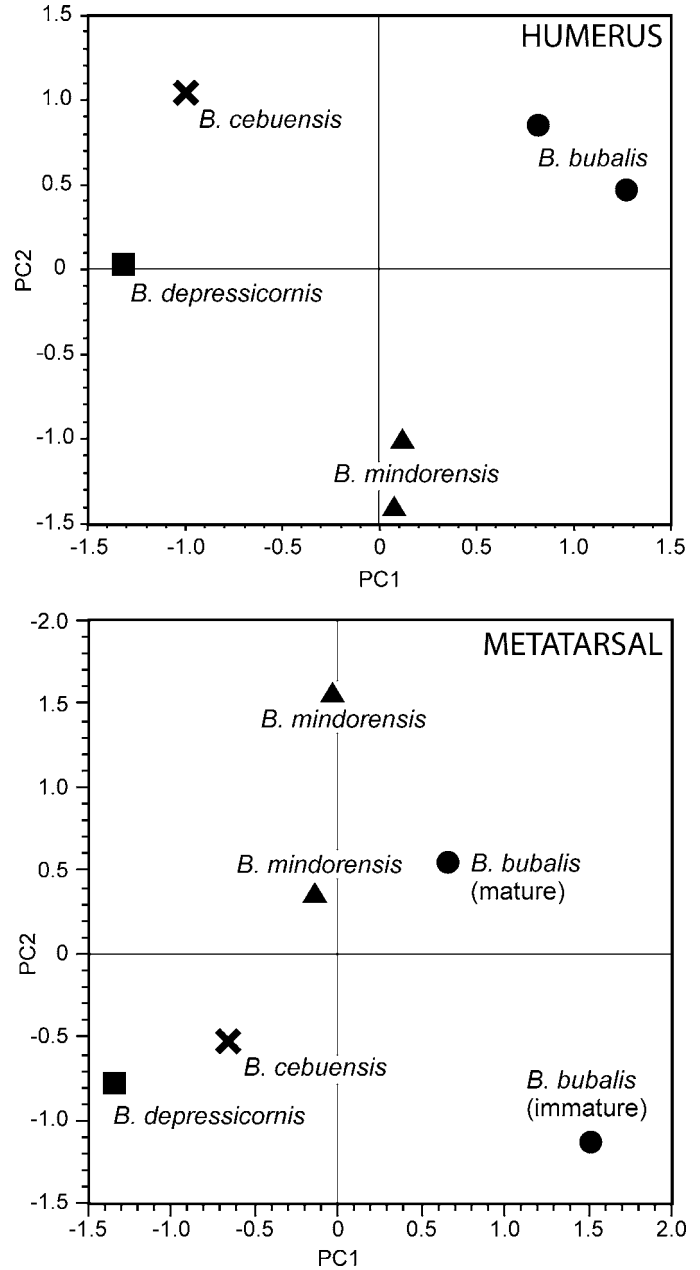 HUMERUS
1.5
1.0
0.5
0
-0.5
-1.0
-1.5
PC2
B. cebuensis
B. bubalis
B. depressicornis
B. mindorensis
-1.5 -1.0 -0.5 0 0.5 1.0 1.5
PC1
METATARSAL
-2.0
1.5
1.0
0.5
0
-0.5
-1.0
-1.5
PC2
B. mindorensis
B. mindorensis
B. bubalis
(mature)
B. cebuensis
B. depressicornis
B. bubalis
(immature)
-1.5 -1.0 -0.5 0 0.5 1.0 1.5 2.0
PC1